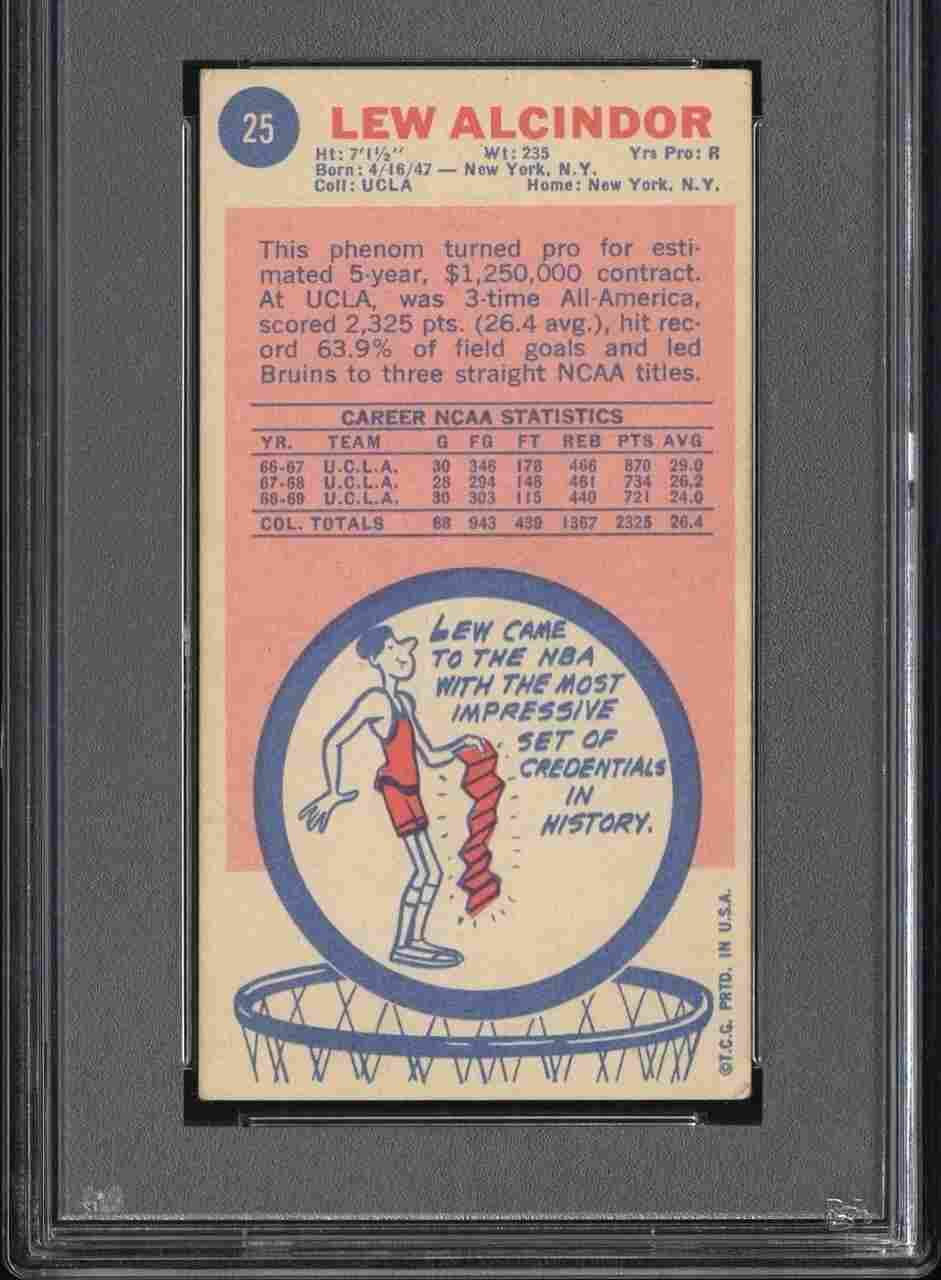 25
LEW ALCINDOR
Ht: 7'1½" Wt: 235 Yrs Pro: R
Born: 4/16/47 — New York, N.Y.
Coll: UCLA Home: New York, N.Y.
This phenom turned pro for esti-
mated 5-year, $1,250,000 contract.
At UCLA, was 3-time All-America,
scored 2,325 pts. (26.4 avg.), hit rec-
ord 63.9% of field goals and led
Bruins to three straight NCAA titles.
CAREER NCAA STATISTICS
YR. TEAM G FG FT REB PTS AVG
66-67 U.C.L.A. 30 346 178 466 870 29.0
67-68 U.C.L.A. 28 294 146 461 734 26.2
68-69 U.C.L.A. 30 303 115 440 721 24.0
COL. TOTALS 88 943 439 1367 2325 26.4
LEW CAME
TO THE NBA
WITH THE MOST
IMPRESSIVE
SET OF
CREDENTIALS
IN
HISTORY.
©T.C.G. PRTD. IN U.S.A.